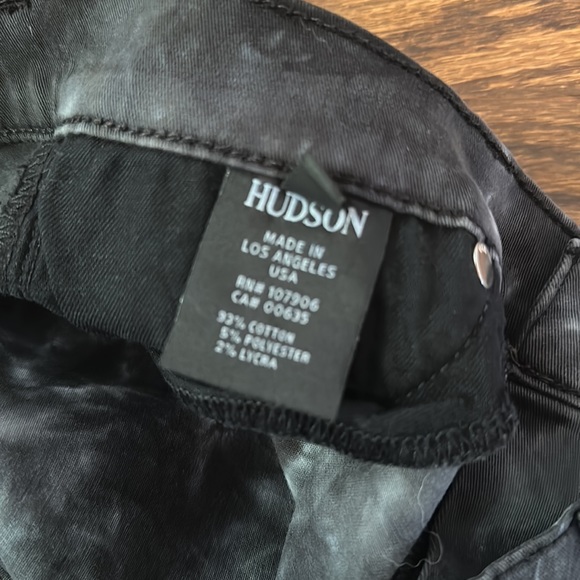 HUDSON
MADE IN
LOS ANGELES
USA
RN# 107906
CA# 00635
93% COTTON
5% POLYESTER
2% LYCRA